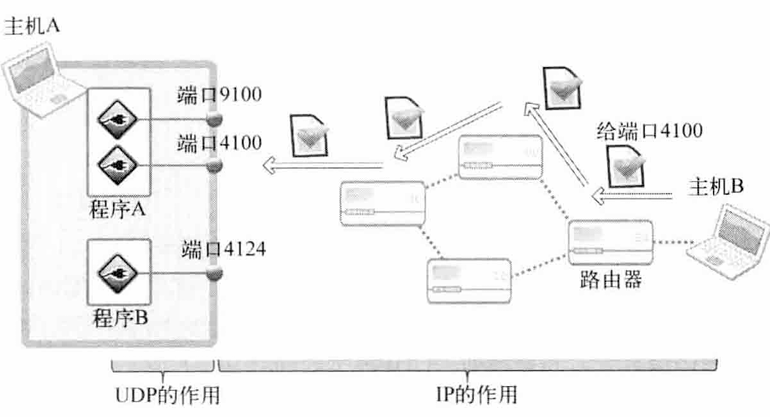 主机A
端口9100
端口4100
给端口4100
主机B
程序A
端口4124
路由器
程序B
UDP的作用
IP的作用